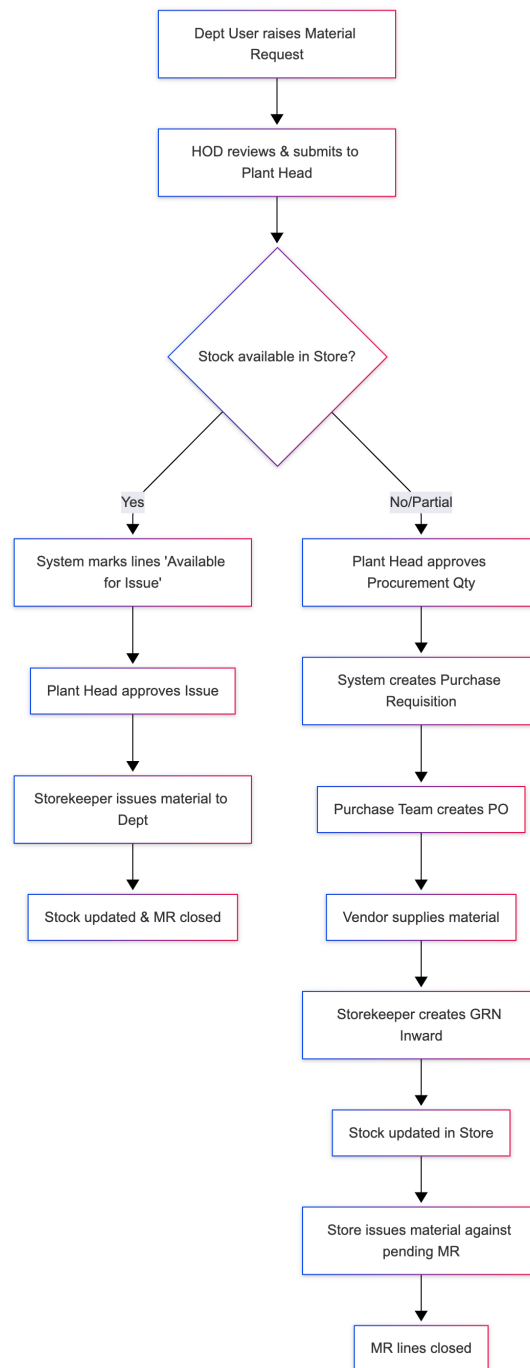 Dept User raises Material
Request
HOD reviews & submits to
Plant Head
Stock available in Store?
Yes
No/Partial
System marks lines 'Available
for Issue'
Plant Head approves
Procurement Qty
Plant Head approves Issue
System creates Purchase
Requisition
Storekeeper issues material to
Dept
Purchase Team creates PO
Stock updated & MR closed
Vendor supplies material
Storekeeper creates GRN
Inward
Stock updated in Store
Store issues material against
pending MR
MR lines closed